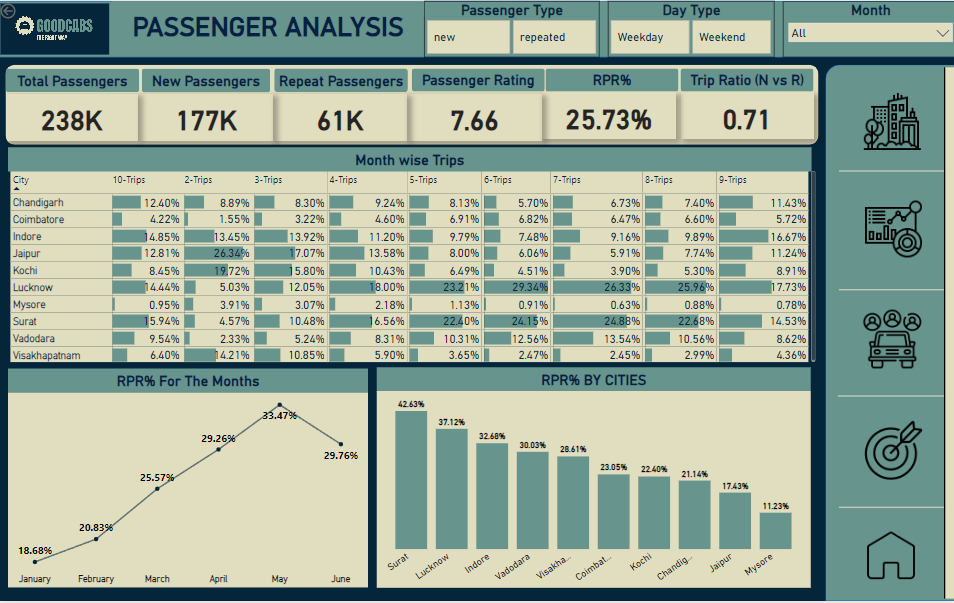 GOODCABS
THE RIGHT WAY
PASSENGER ANALYSIS
Passenger Type
new
repeated
Day Type
Weekday
Weekend
Month
All
Total Passengers
238K
New Passengers
177K
Repeat Passengers
61K
Passenger Rating
7.66
RPR%
25.73%
Trip Ratio (N vs R)
0.71
Month wise Trips
City 10-Trips 2-Trips 3-Trips 4-Trips 5-Trips 6-Trips 7-Trips 8-Trips 9-Trips
Chandigarh 12.40% 8.89% 8.30% 9.24% 8.13% 5.70% 6.73% 7.40% 11.43%
Coimbatore 4.22% 1.55% 3.22% 4.60% 6.91% 6.82% 6.47% 6.60% 5.72%
Indore 14.85% 13.45% 13.92% 11.20% 9.79% 7.48% 9.16% 9.89% 16.67%
Jaipur 12.81% 26.34% 17.07% 13.58% 8.00% 6.06% 5.91% 7.74% 11.24%
Kochi 8.45% 19.72% 15.80% 10.43% 6.49% 4.51% 3.90% 5.30% 8.91%
Lucknow 14.44% 5.03% 12.05% 18.00% 23.21% 29.34% 26.33% 25.96% 17.73%
Mysore 0.95% 3.91% 3.07% 2.18% 1.13% 0.91% 0.63% 0.88% 0.78%
Surat 15.94% 4.57% 10.48% 16.56% 22.40% 24.15% 24.88% 22.68% 14.53%
Vadodara 9.54% 2.33% 5.24% 8.31% 10.31% 12.56% 13.54% 10.56% 8.62%
Visakhapatnam 6.40% 14.21% 10.85% 5.90% 3.65% 2.47% 2.45% 2.99% 4.36%
RPR% For The Months
18.68%
20.83%
25.57%
29.26%
33.47%
29.76%
January February March April May June
RPR% BY CITIES
42.63%
37.12%
32.68%
30.03%
28.61%
23.05%
22.40%
21.14%
17.43%
11.23%
Surat
Lucknow
Indore
Vadodara
Visakha...
Coimbat...
Kochi
Chandig...
Jaipur
Mysore